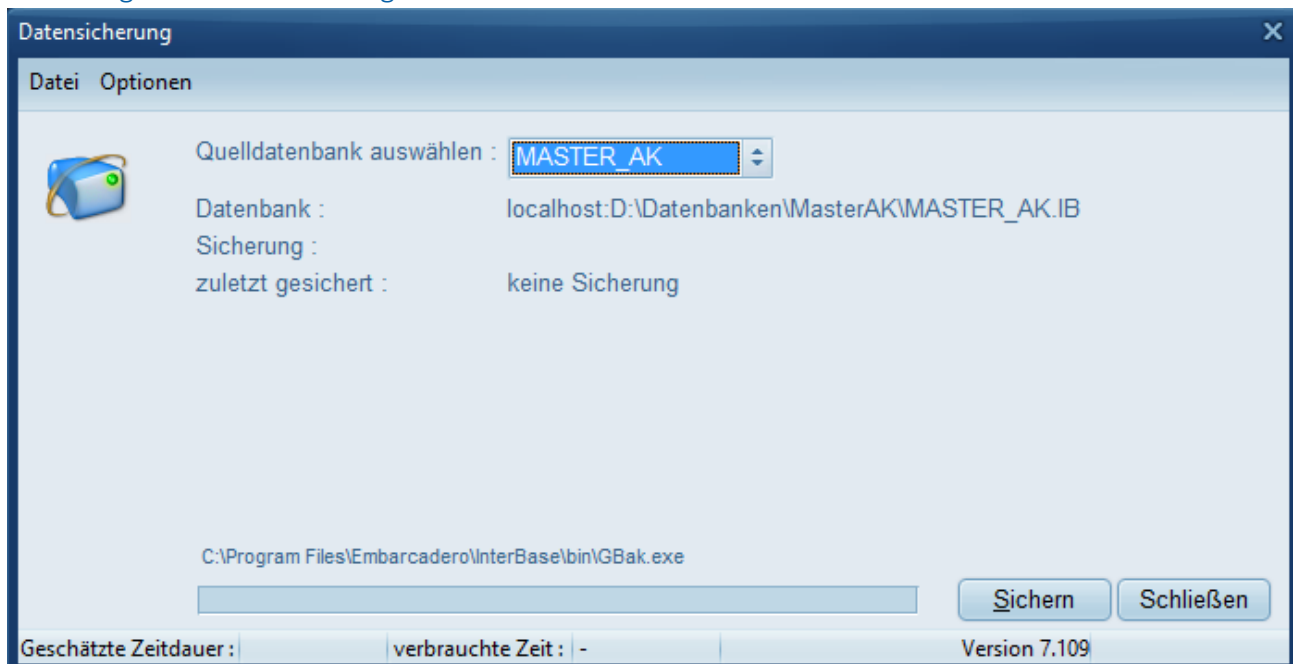 Datensicherung
Datei Optionen
Quelldatenbank auswählen : MASTER_AK
Datenbank : localhost:D:\Datenbanken\MasterAK\MASTER_AK.IB
Sicherung :
zuletzt gesichert : keine Sicherung
C:\Program Files\Embarcadero\InterBase\bin\GBak.exe
Sichern Schließen
Geschätzte Zeitdauer : verbrauchte Zeit : - Version 7.109